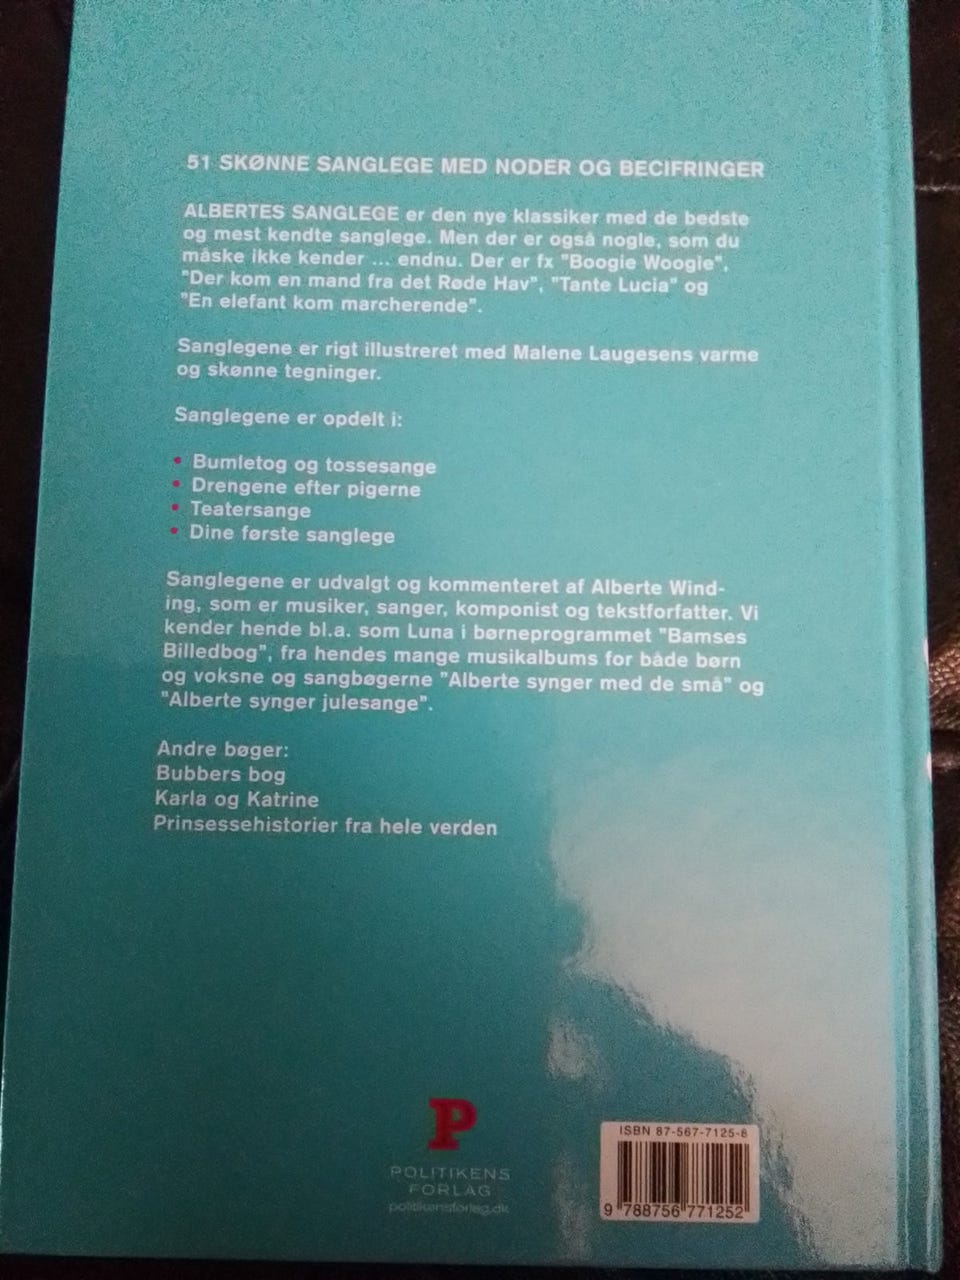 51 SKØNNE SANGLEGE MED NODER OG BECIFRINGER
ALBERTES SANGLEGE er den nye klassiker med de bedste
og mest kendte sanglege. Men der er også nogle, som du
måske ikke kender ... endnu. Der er fx "Boogie Woogie",
"Der kom en mand fra det Røde Hav", "Tante Lucia" og
"En elefant kom marcherende".
Sanglegene er rigt illustreret med Malene Laugesens varme
og skønne tegninger.
Sanglegene er opdelt i:
• Bumletog og tossesange
• Drengene efter pigerne
• Teatersange
• Dine første sanglege
Sanglegene er udvalgt og kommenteret af Alberte Wind-
ing, som er musiker, sanger, komponist og tekstforfatter. Vi
kender hende bl.a. som Luna i børneprogrammet "Bamses
Billedbog", fra hendes mange musikalbums for både børn
og voksne og sangbøgerne "Alberte synger med de små" og
"Alberte synger julesange".
Andre bøger:
Bubbers bog
Karla og Katrine
Prinsessehistorier fra hele verden
P
POLITIKENS
FORLAG
politikensforlag.dk
ISBN 87-567-7125-8
9 788756 771252